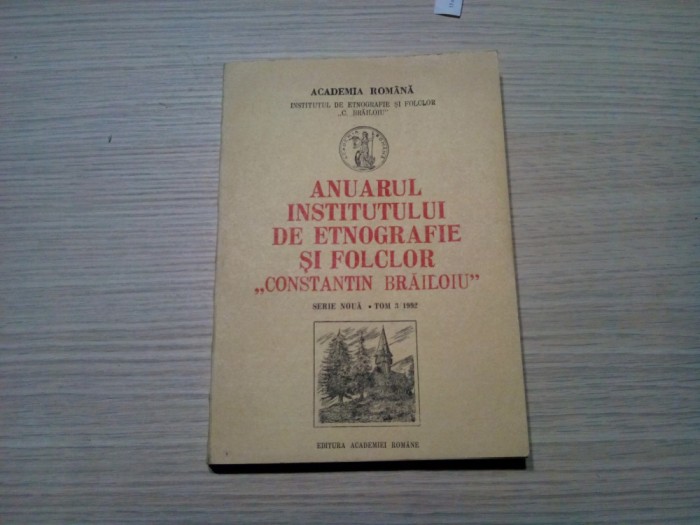 ACADEMIA ROMÂNĂ
INSTITUTUL DE ETNOGRAFIE ȘI FOLCLOR
„C. BRĂILOIU”
ANUARUL
INSTITUTULUI
DE ETNOGRAFIE
ȘI FOLCLOR
„CONSTANTIN BRĂILOIU”
SERIE NOUĂ • TOM 3 1992
EDITURA ACADEMIEI ROMÂNE